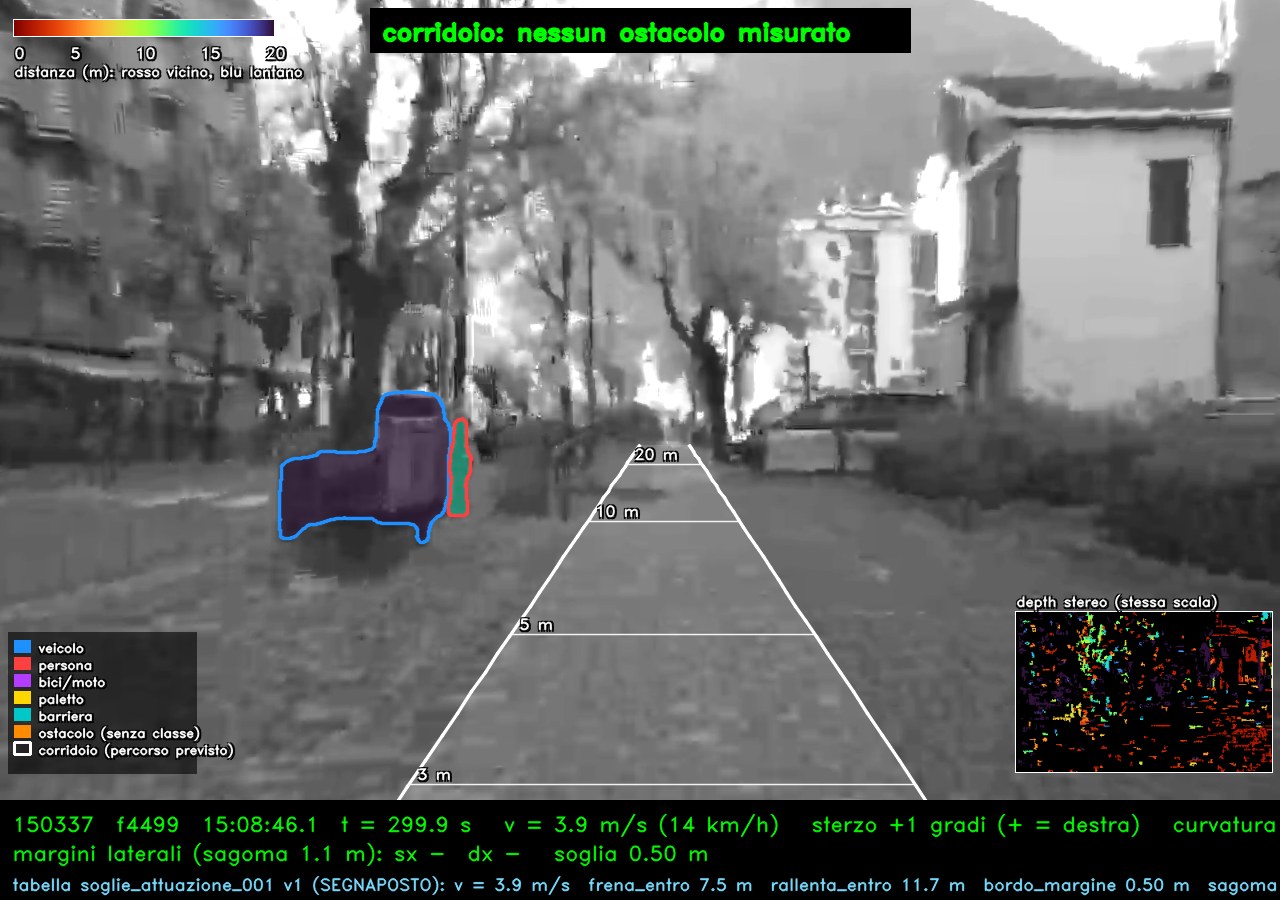 corridoio: nessun ostacolo misurato
0 5 10 15 20
distanza (m): rosso vicino, blu lontano
20 m
10 m
5 m
3 m
depth stereo (stessa scala)
veicolo
persona
bici/moto
paletto
barriera
ostacolo (senza classe)
corridoio (percorso previsto)
150337 f4499 15:08:46.1 t = 299.9 s v = 3.9 m/s (14 km/h) sterzo +1 gradi (+ = destra) curvatura
margini laterali (sagoma 1.1 m): sx - dx - soglia 0.50 m
tabella soglie_attuazione_001 v1 (SEGNAPOSTO): v = 3.9 m/s frena_entro 7.5 m rallenta_entro 11.7 m bordo_margine 0.50 m sagoma